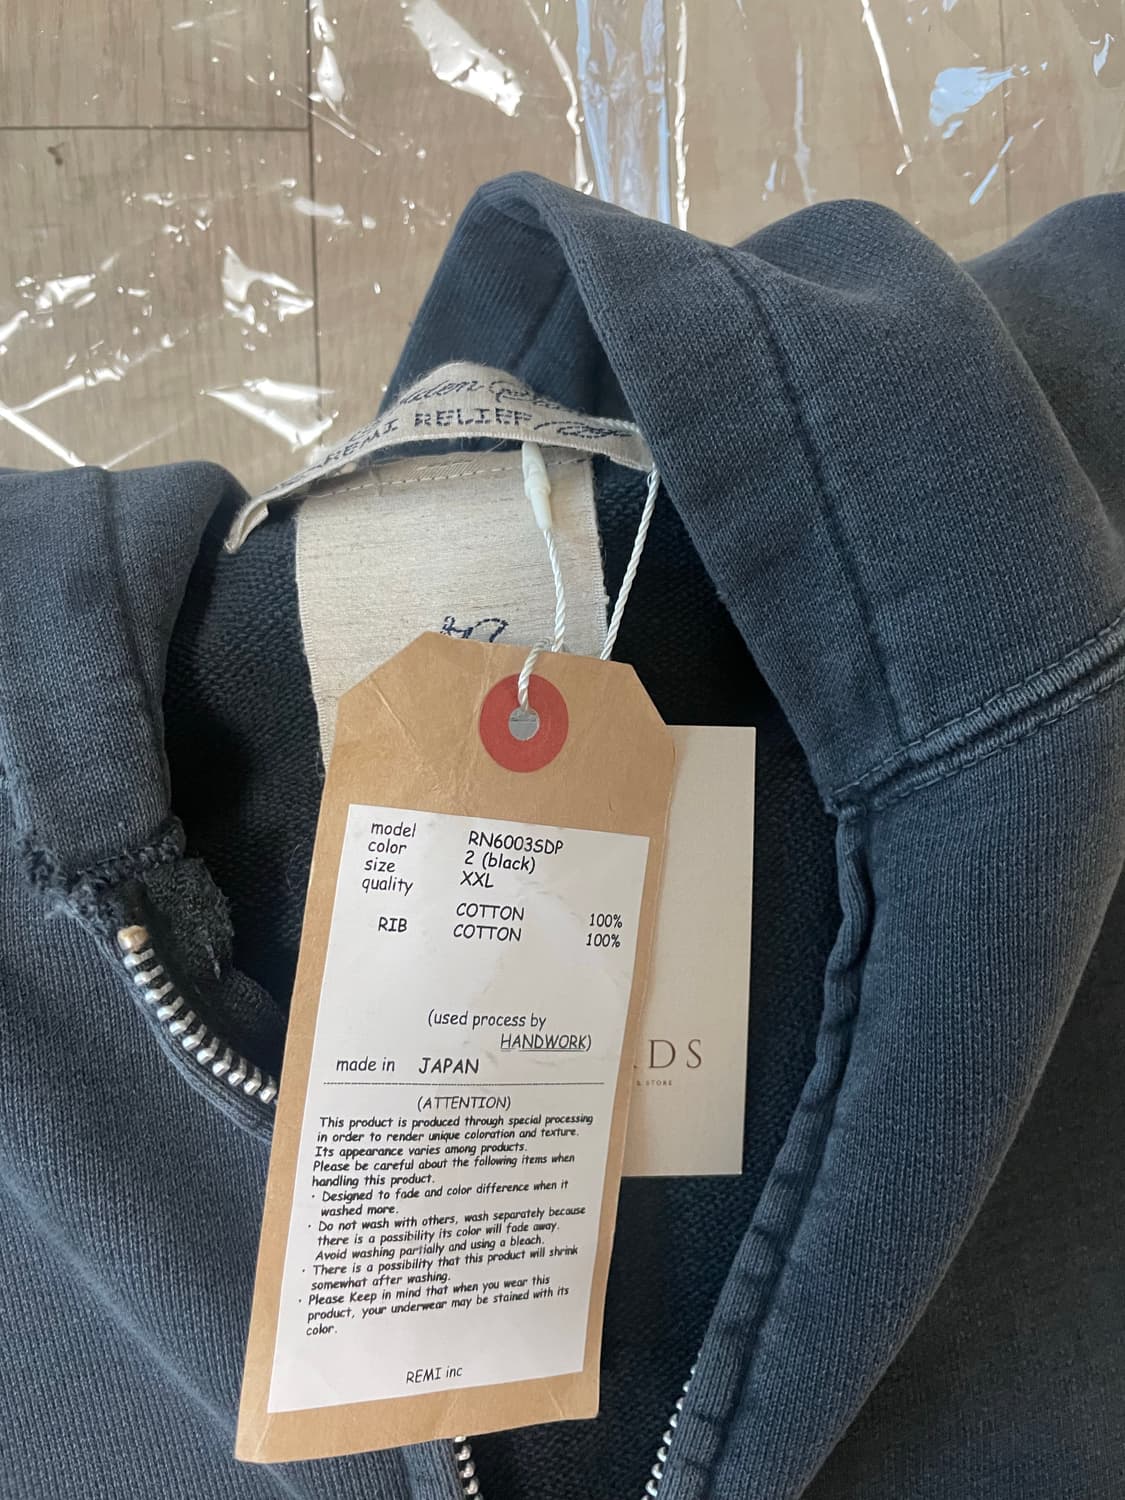 REMI RELIEF
model RN6003SDP
color 2 (black)
size XXL
quality
COTTON 100%
RIB COTTON 100%
(used process by
HANDWORK)
made in JAPAN
(ATTENTION)
This product is produced through special processing
in order to render unique coloration and texture.
Its appearance varies among products.
Please be careful about the following items when
handling this product.
· Designed to fade and color difference when it
washed more.
· Do not wash with others, wash separately because
there is a possibility its color will fade away.
Avoid washing partially and using a bleach.
· There is a possibility that this product will shrink
somewhat after washing.
· Please Keep in mind that when you wear this
product, your underwear may be stained with its
color.
REMI inc
DS
& STORE